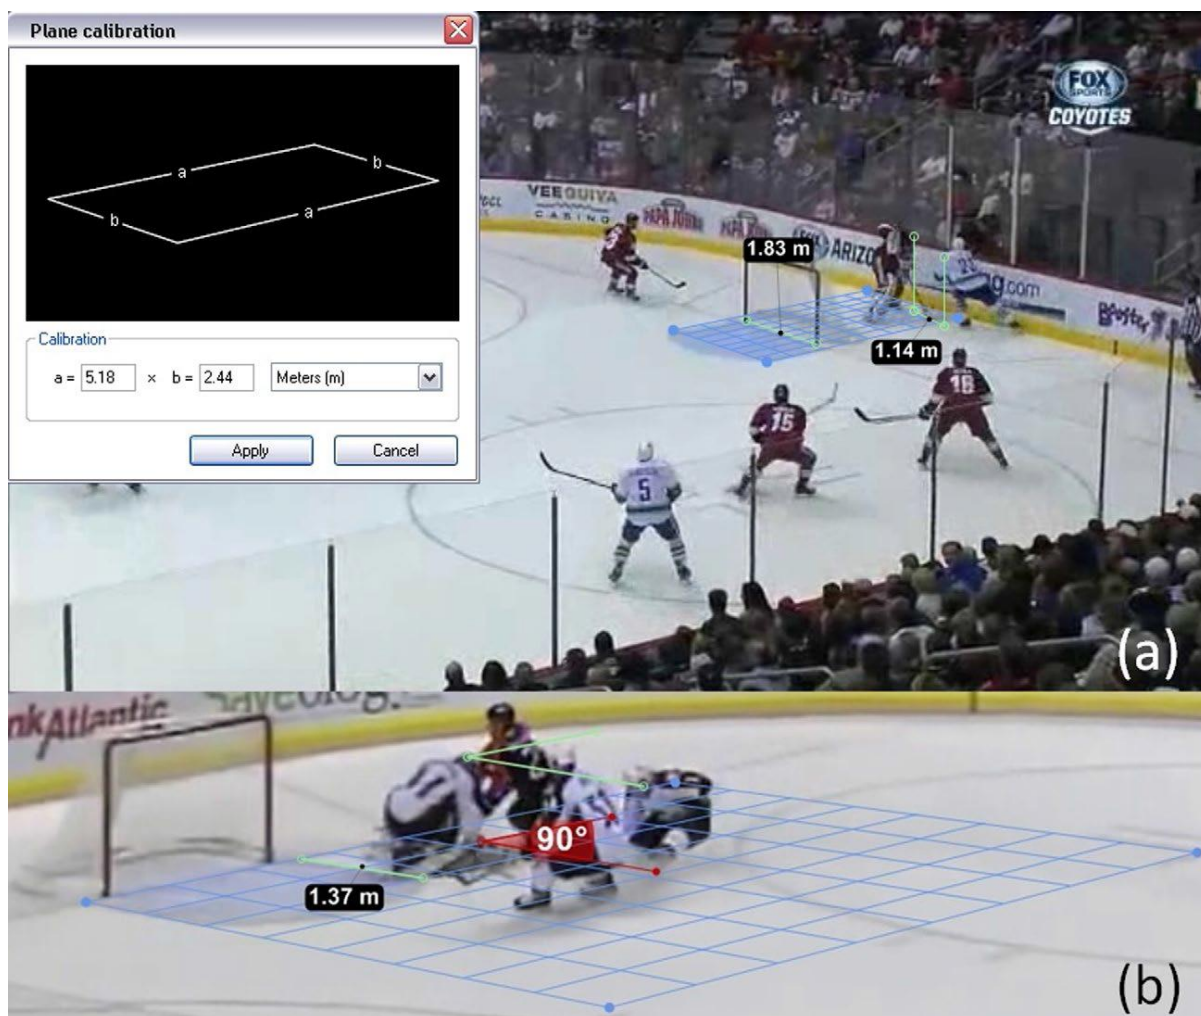 Plane calibration
a
b
b
a
Calibration
a = 5.18 × b = 2.44 Meters (m)
Apply Cancel
FOX
SPORTS
COYOTES
VEE QUIVA
CASINO
PAPA JOHN
ARIZO
1.83 m
1.14 m
15
16
5
(a)
nkAtlantic
90°
1.37 m
(b)